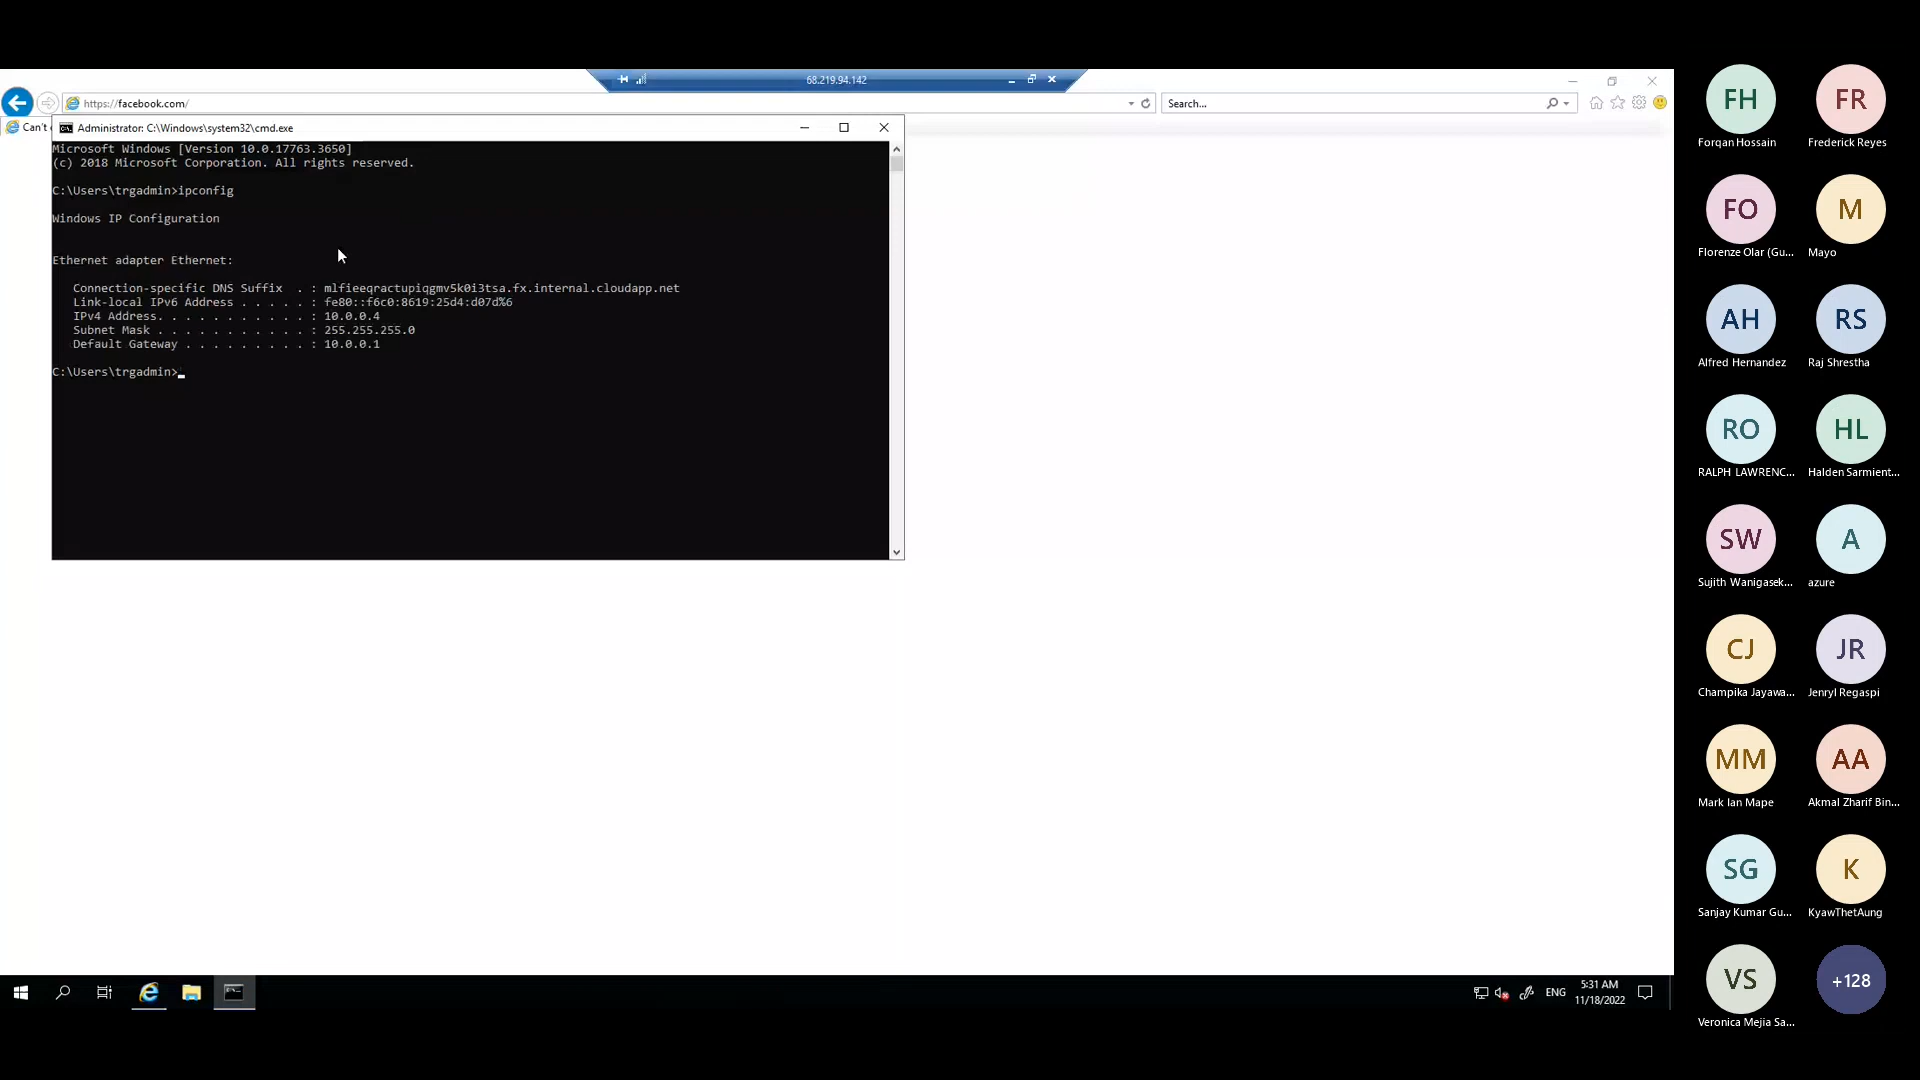 68.219.94.142
https://facebook.com/
Search...
Can't
Administrator: C:\Windows\system32\cmd.exe
Microsoft Windows [Version 10.0.17763.3650]
(c) 2018 Microsoft Corporation. All rights reserved.
C:\Users\trgadmin>ipconfig
Windows IP Configuration
Ethernet adapter Ethernet:
Connection-specific DNS Suffix  . : mlfieeqractupiqgmv5k0i3tsa.fx.internal.cloudapp.net
Link-local IPv6 Address . . . . . : fe80::f6c0:8619:25d4:d07d%6
IPv4 Address. . . . . . . . . . . : 10.0.0.4
Subnet Mask . . . . . . . . . . . : 255.255.255.0
Default Gateway . . . . . . . . . : 10.0.0.1
C:\Users\trgadmin>
ENG
5:31 AM
11/18/2022
FH
FR
Forqan Hossain
Frederick Reyes
FO
M
Florenze Olar (Gu...
Mayo
AH
RS
Alfred Hernandez
Raj Shrestha
RO
HL
RALPH LAWRENC...
Halden Sarmient...
SW
A
Sujith Wanigasek...
azure
CJ
JR
Champika Jayawa...
Jenryl Regaspi
MM
AA
Mark Ian Mape
Akmal Zharif Bin...
SG
K
Sanjay Kumar Gu...
KyawThetAung
VS
+128
Veronica Mejia Sa...